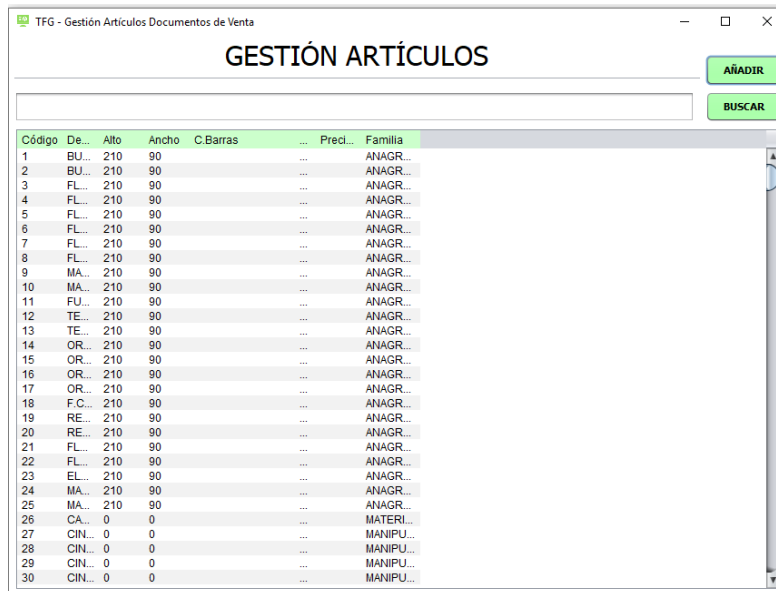 TFG - Gestión Artículos Documentos de Venta
GESTIÓN ARTÍCULOS
AÑADIR
BUSCAR
Código De... Alto Ancho C.Barras ... Preci... Familia
1 BU... 210 90 ... ANAGR...
2 BU... 210 90 ... ANAGR...
3 FL... 210 90 ... ANAGR...
4 FL... 210 90 ... ANAGR...
5 FL... 210 90 ... ANAGR...
6 FL... 210 90 ... ANAGR...
7 FL... 210 90 ... ANAGR...
8 FL... 210 90 ... ANAGR...
9 MA... 210 90 ... ANAGR...
10 MA... 210 90 ... ANAGR...
11 FU... 210 90 ... ANAGR...
12 TE... 210 90 ... ANAGR...
13 TE... 210 90 ... ANAGR...
14 OR... 210 90 ... ANAGR...
15 OR... 210 90 ... ANAGR...
16 OR... 210 90 ... ANAGR...
17 OR... 210 90 ... ANAGR...
18 F.C... 210 90 ... ANAGR...
19 RE... 210 90 ... ANAGR...
20 RE... 210 90 ... ANAGR...
21 FL... 210 90 ... ANAGR...
22 FL... 210 90 ... ANAGR...
23 EL... 210 90 ... ANAGR...
24 MA... 210 90 ... ANAGR...
25 MA... 210 90 ... ANAGR...
26 CA... 0 0 ... MATERI...
27 CIN... 0 0 ... MANIPU...
28 CIN... 0 0 ... MANIPU...
29 CIN... 0 0 ... MANIPU...
30 CIN... 0 0 ... MANIPU...